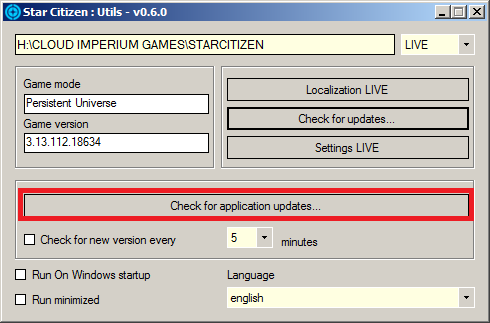 Star Citizen : Utils - v0.6.0
H:\CLOUD IMPERIUM GAMES\STARCITIZEN LIVE
Game mode
Persistent Universe
Game version
3.13.112.18634
Localization LIVE
Check for updates...
Settings LIVE
Check for application updates...
Check for new version every 5 minutes
Run On Windows startup
Run minimized
Language
english